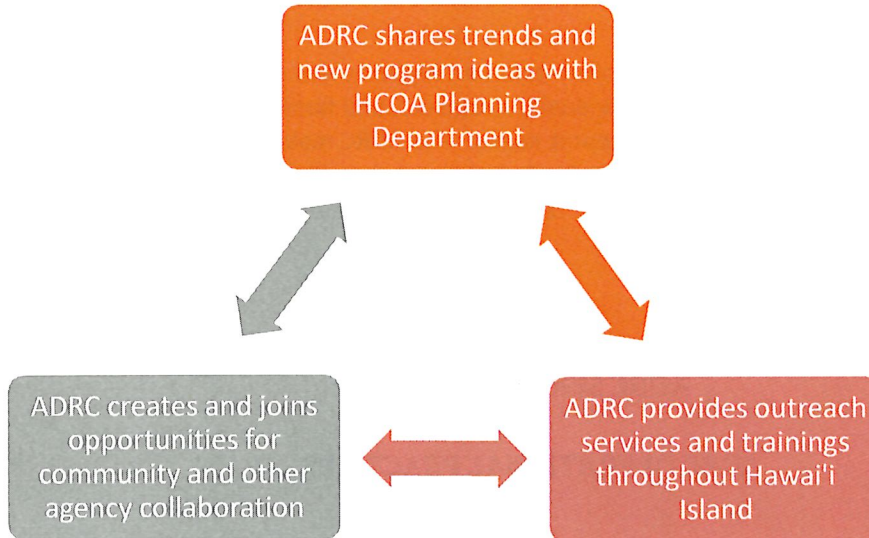 ADRC shares trends and
new program ideas with
HCOA Planning
Department
ADRC creates and joins
opportunities for
community and other
agency collaboration
ADRC provides outreach
services and trainings
throughout Hawai'i
Island